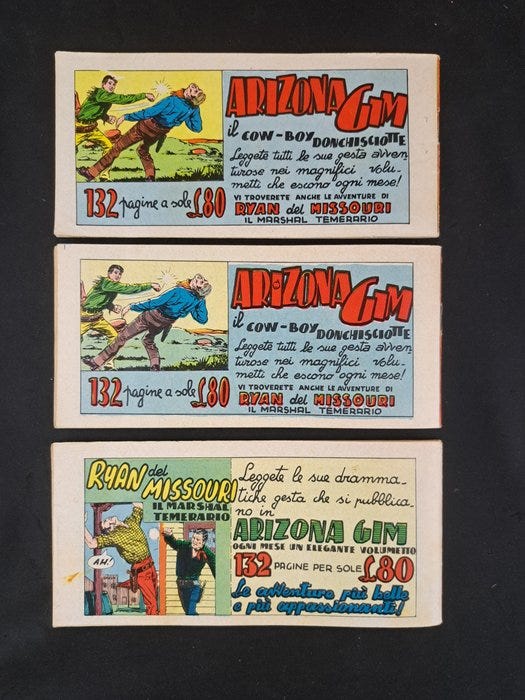 ARIZONA GIM
il COW-BOY DONCHISCIOTTE
Leggete tutti le sue gesta avven
turose nei magnifici volu-
metti che escono ogni mese!
132 pagine a sole £80
VI TROVERETE ANCHE LE AVVENTURE DI
RYAN del MISSOURI
IL MARSHAL TEMERARIO
ARIZONA GIM
il COW-BOY DONCHISCIOTTE
Leggete tutti le sue gesta avven
turose nei magnifici volu-
metti che escono ogni mese!
132 pagine a sole £80
VI TROVERETE ANCHE LE AVVENTURE DI
RYAN del MISSOURI
IL MARSHAL TEMERARIO
RYAN del
MISSOURI
IL MARSHAL
TEMERARIO
AH!
Leggete le sue dramma-
tiche gesta che si pubblica-
no in
ARIZONA GIM
OGNI MESE UN ELEGANTE VOLUMETTO
132 PAGINE PER SOLE £80
Le avventure più belle
e più appassionanti!